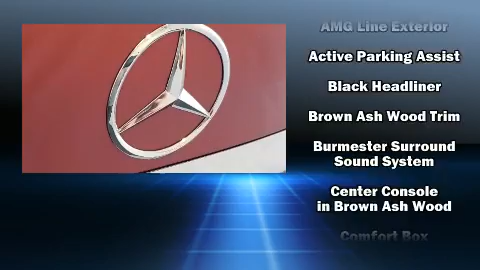 AMG Line Exterior
Active Parking Assist
Black Headliner
Brown Ash Wood Trim
Burmester Surround
Sound System
Center Console
in Brown Ash Wood
Comfort Box